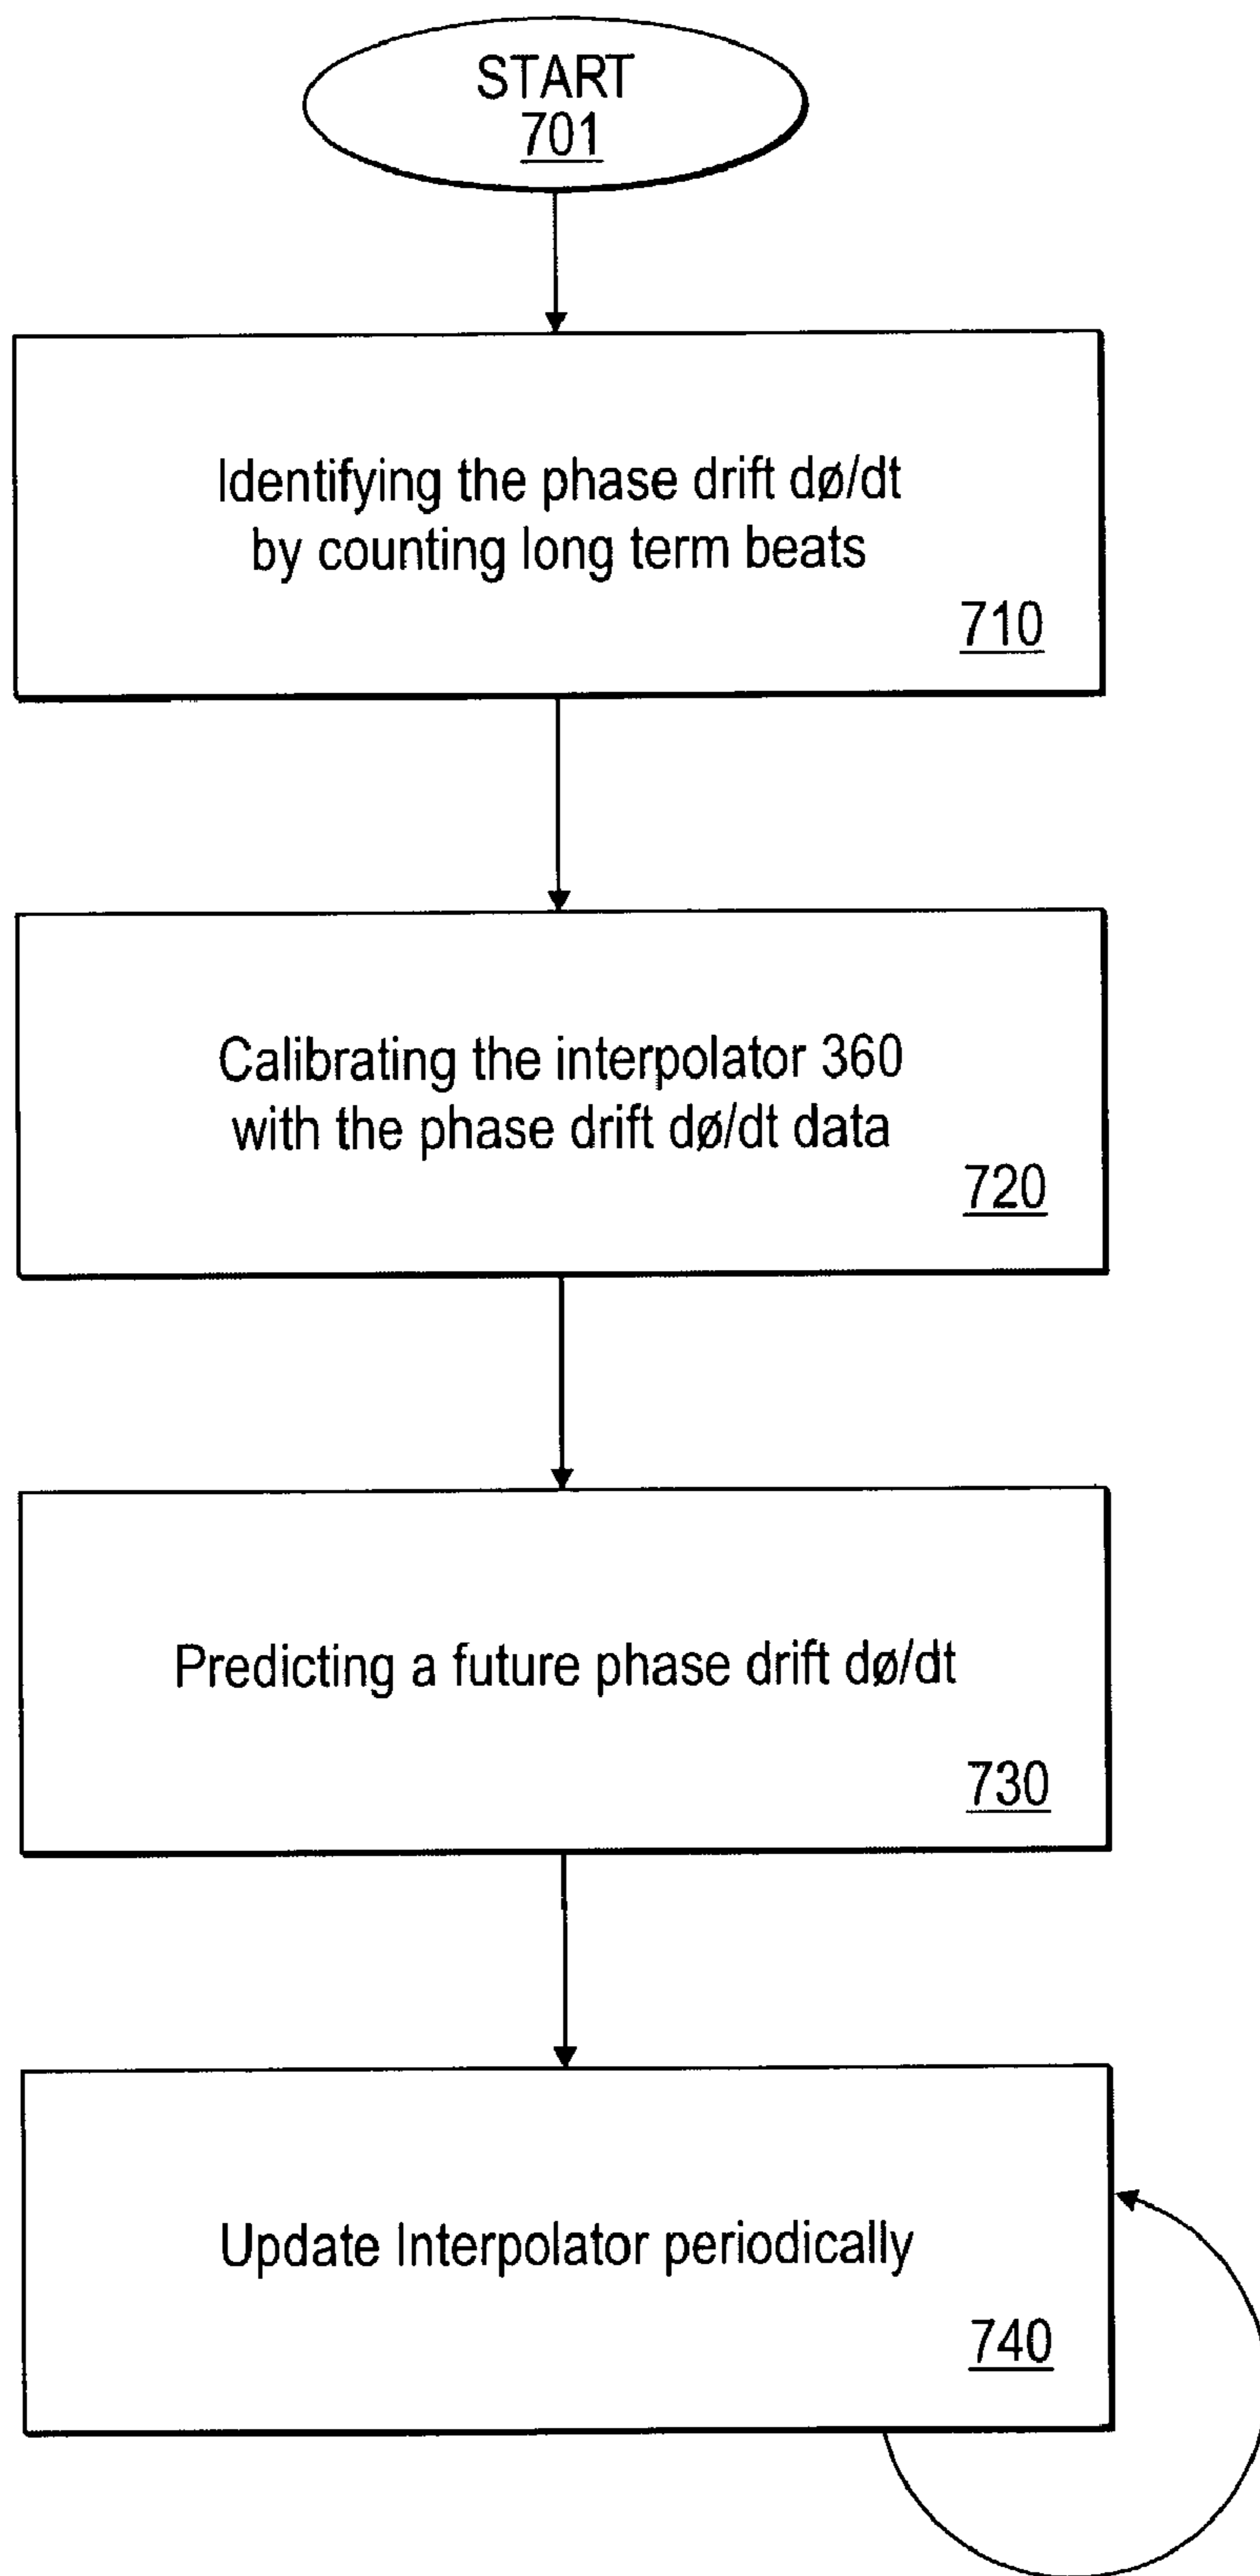 START
701
Identifying the phase drift dø/dt
by counting long term beats
710
Calibrating the interpolator 360
with the phase drift dø/dt data
720
Predicting a future phase drift dø/dt
730
Update Interpolator periodically
740